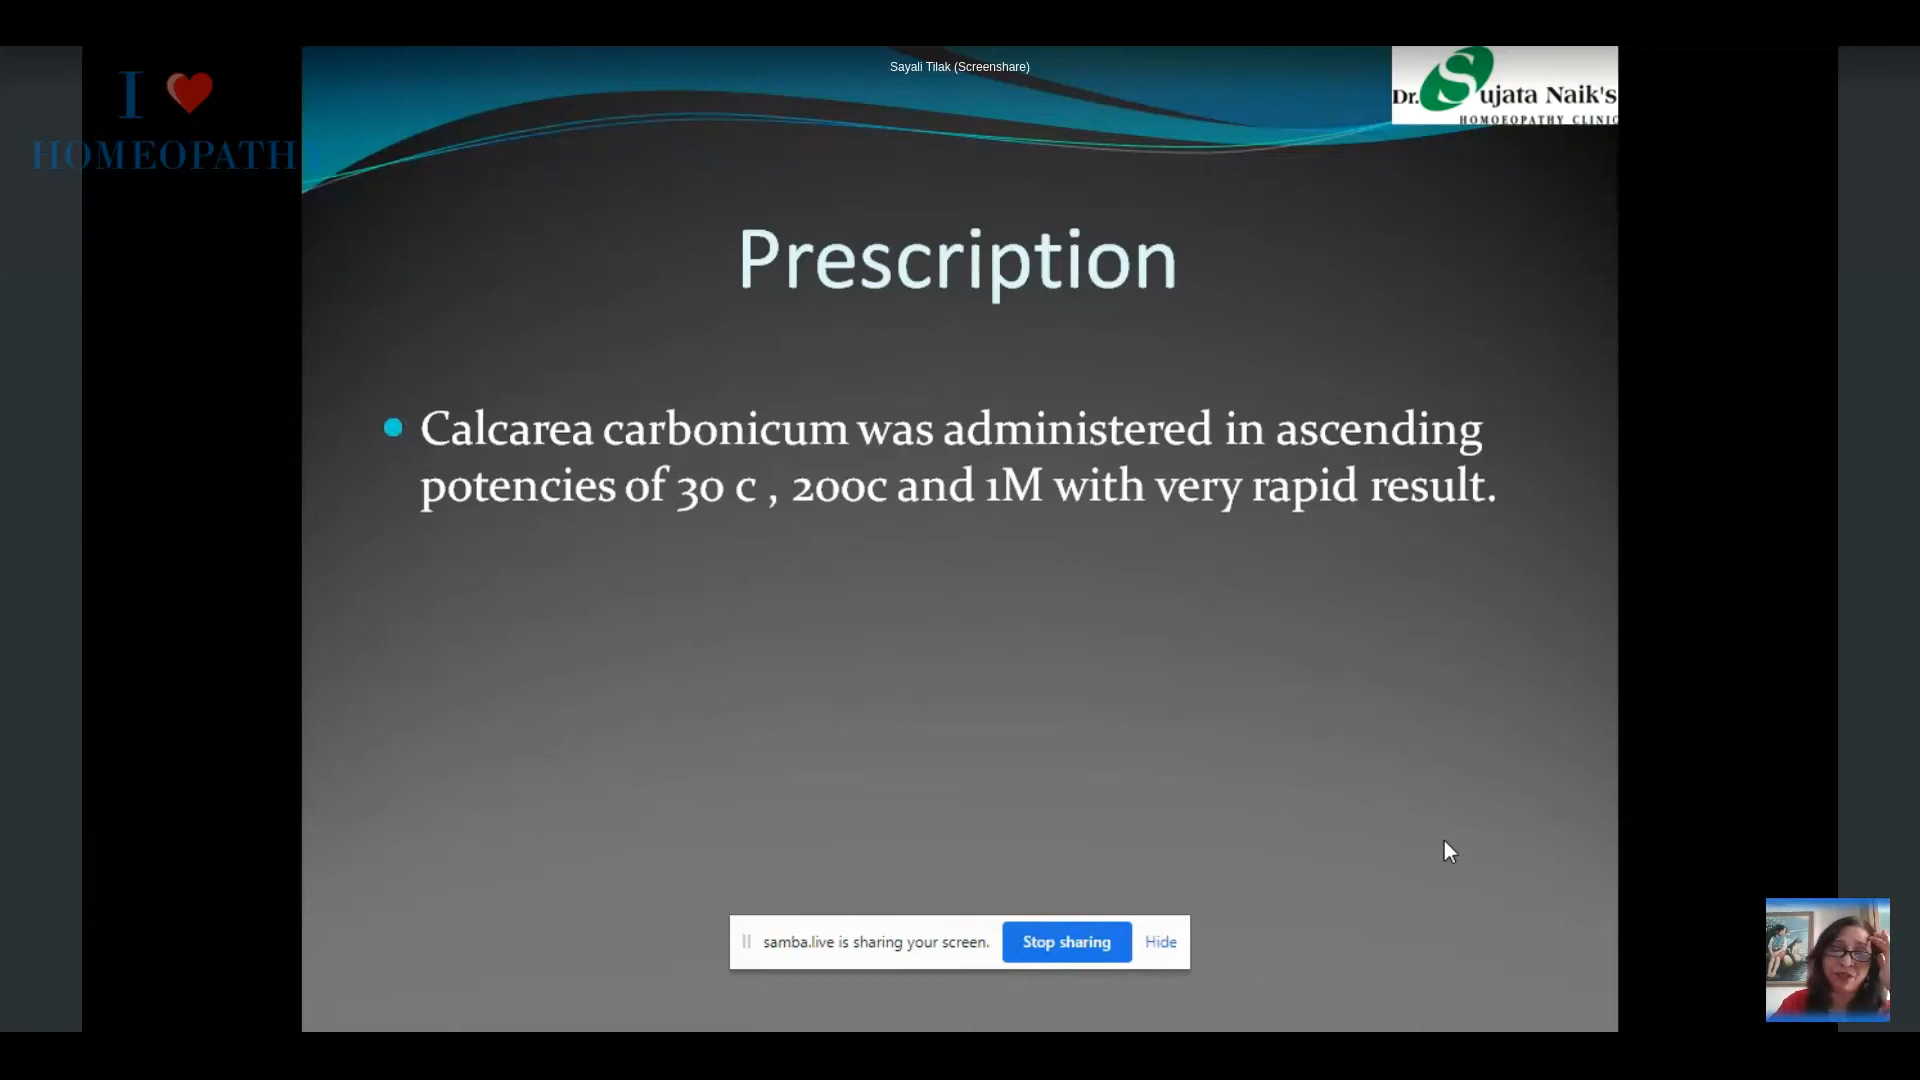 Sayali Tilak (Screenshare)
I
HOMEOPATHY
Dr. Sujata Naik's
HOMOEOPATHY CLINIC
Prescription
Calcarea carbonicum was administered in ascending
potencies of 30 c , 200c and 1M with very rapid result.
samba.live is sharing your screen. Stop sharing Hide